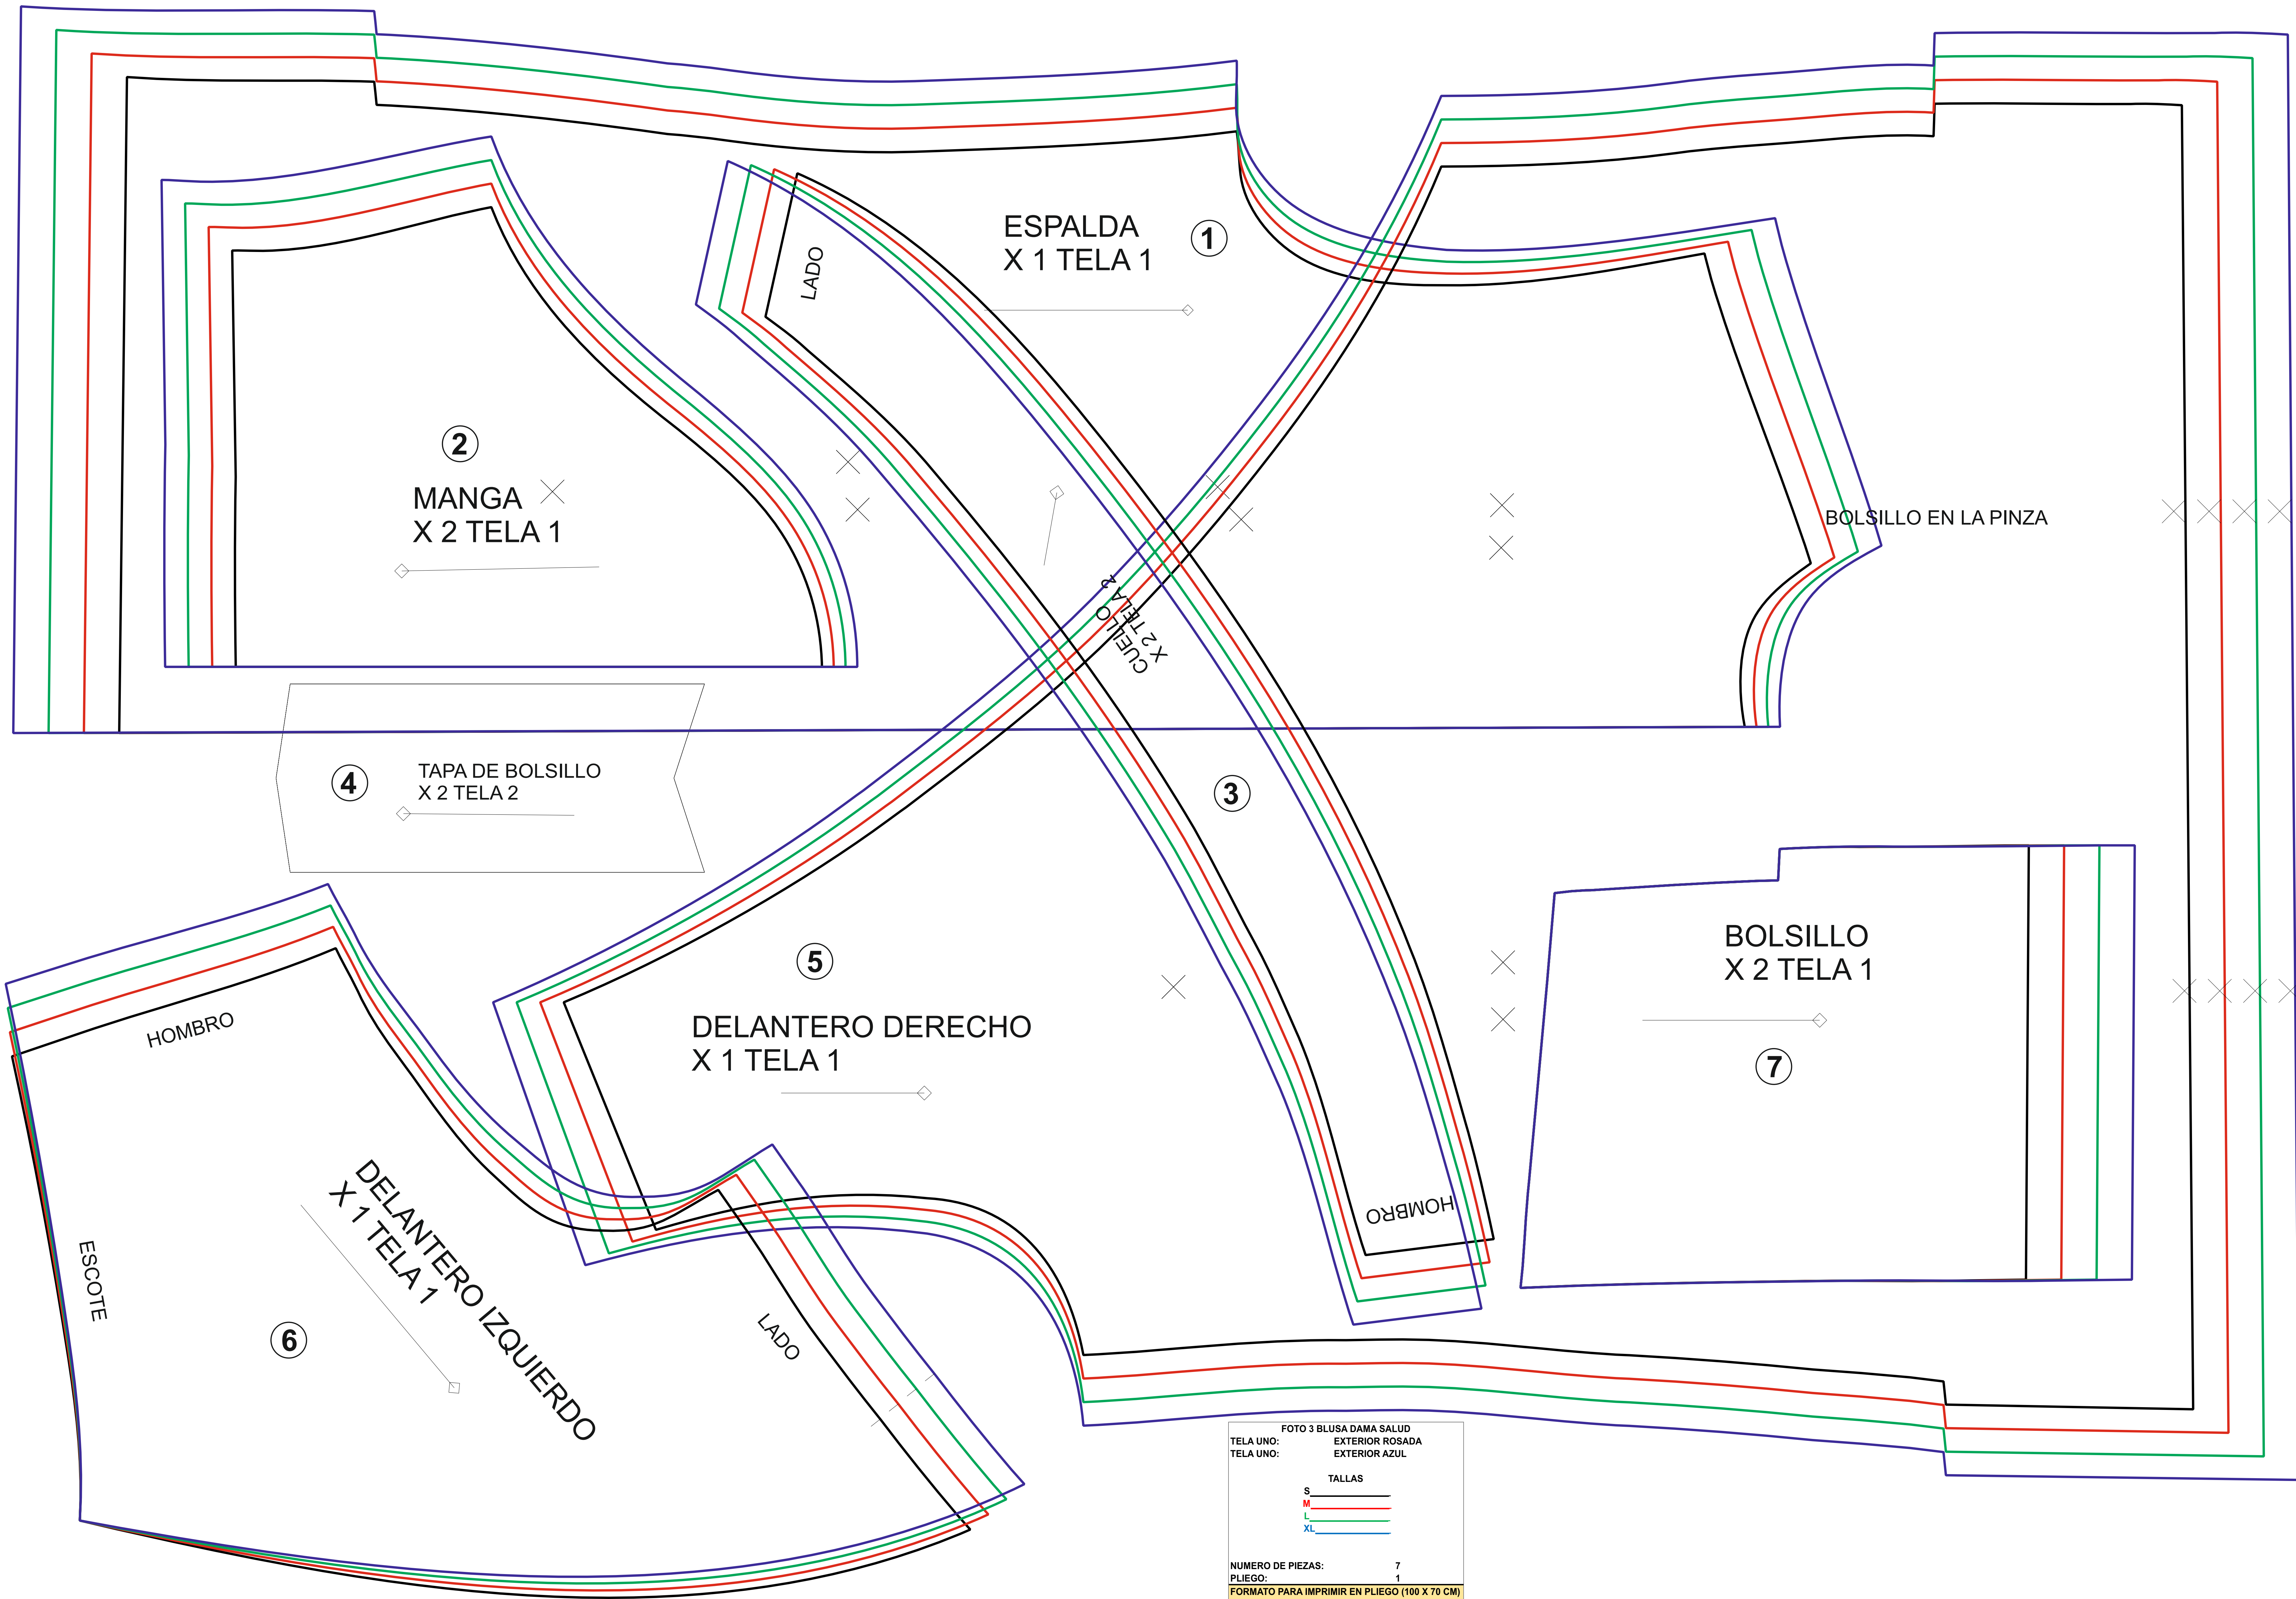 ESPALDA
X 1 TELA 1
1
LADO
2
MANGA
X 2 TELA 1
BOLSILLO EN LA PINZA
CUELLO
X 2 TELA 2
3
4
TAPA DE BOLSILLO
X 2 TELA 2
5
DELANTERO DERECHO
X 1 TELA 1
BOLSILLO
X 2 TELA 1
7
HOMBRO
HOMBRO
ESCOTE
DELANTERO IZQUIERDO
X 1 TELA 1
6
LADO
FOTO 3 BLUSA DAMA SALUD
TELA UNO: EXTERIOR ROSADA
TELA UNO: EXTERIOR AZUL
TALLAS
S
M
L
XL
NUMERO DE PIEZAS: 7
PLIEGO: 1
FORMATO PARA IMPRIMIR EN PLIEGO (100 X 70 CM)